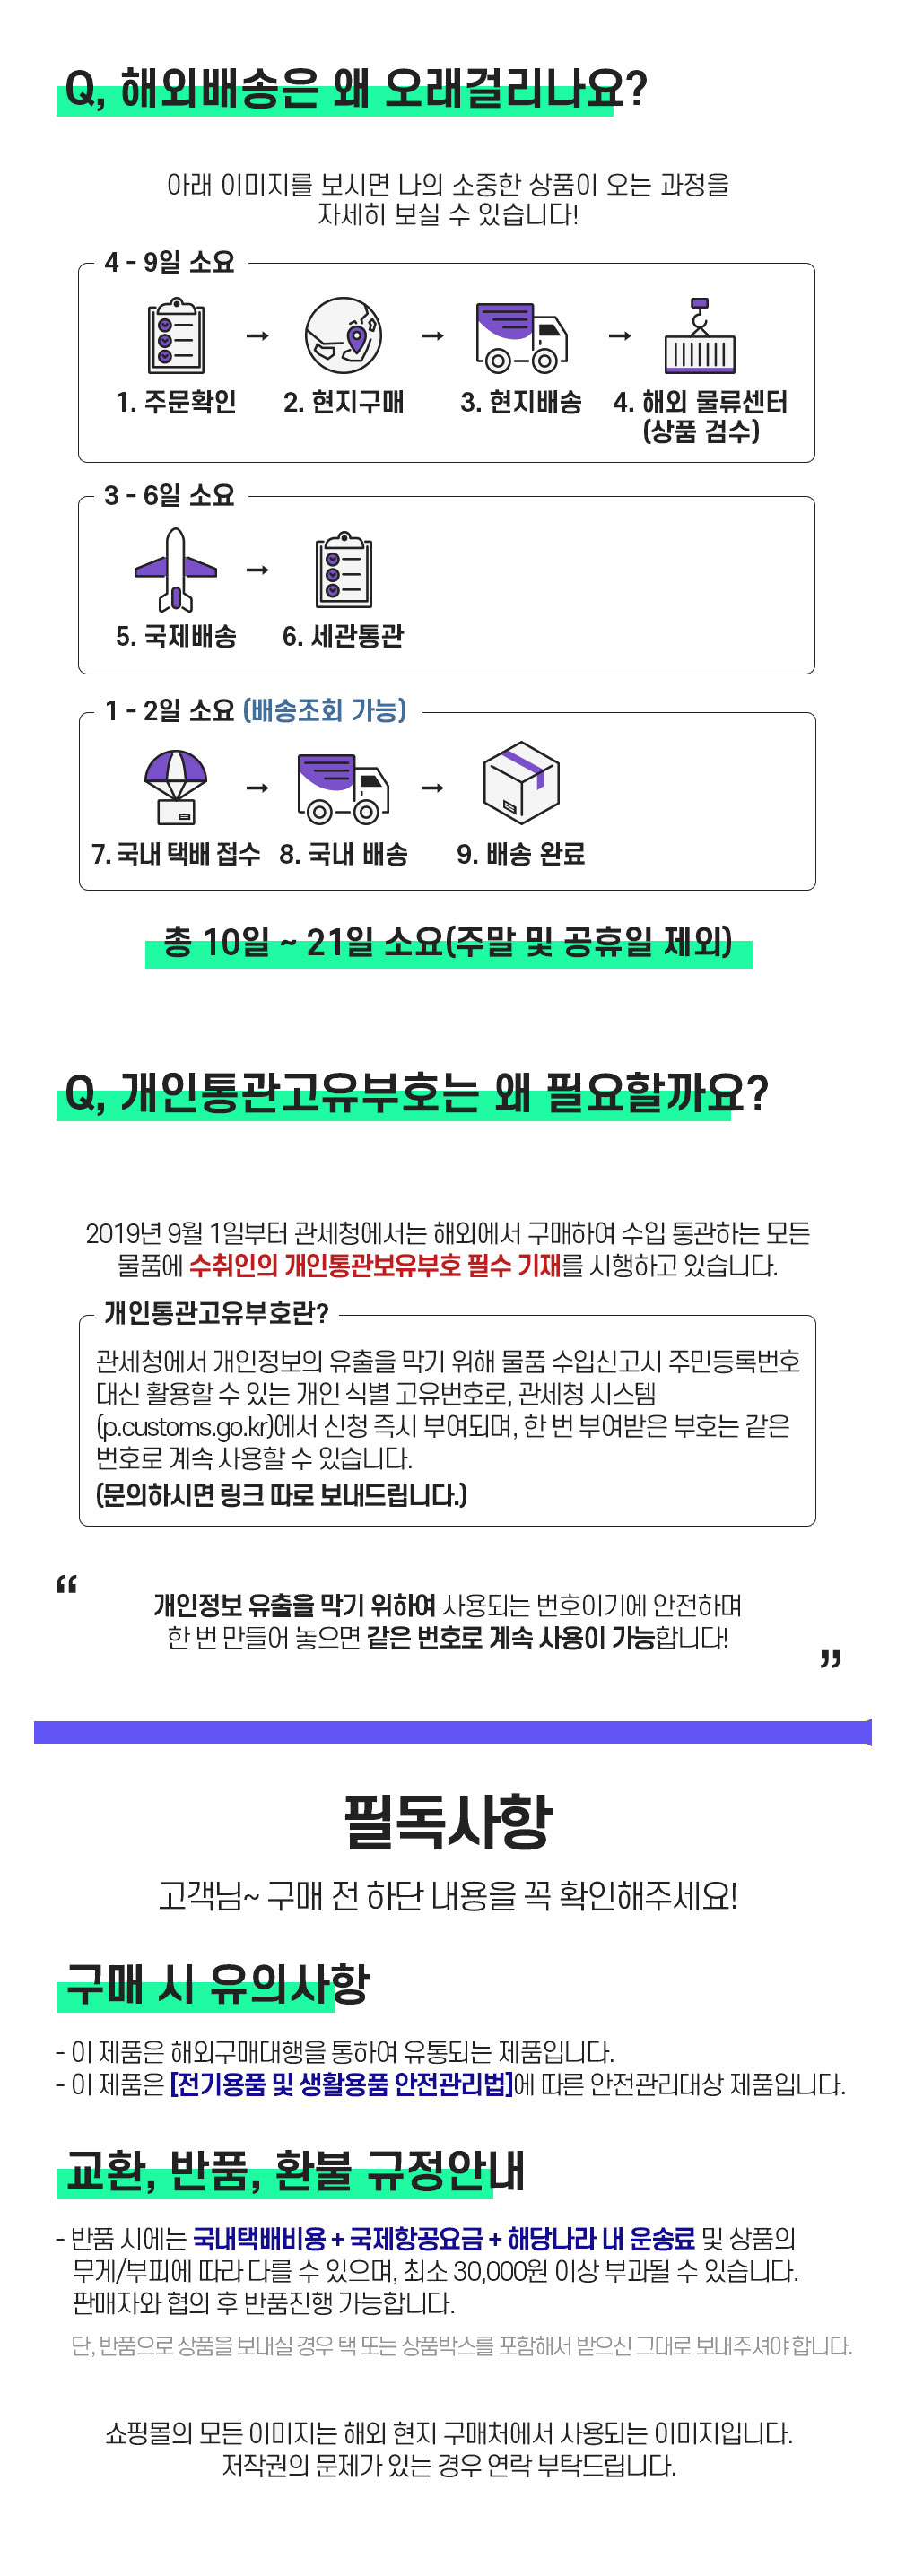 Q, 해외배송은 왜 오래걸리나요?
아래 이미지를 보시면 나의 소중한 상품이 오는 과정을
자세히 보실 수 있습니다!
4 - 9일 소요
1. 주문확인
2. 현지구매
3. 현지배송
4. 해외 물류센터
(상품 검수)
3 - 6일 소요
5. 국제배송
6. 세관통관
1 - 2일 소요 (배송조회 가능)
7. 국내 택배 접수
8. 국내 배송
9. 배송 완료
총 10일 ~ 21일 소요(주말 및 공휴일 제외)
Q, 개인통관고유부호는 왜 필요할까요?
2019년 9월 1일부터 관세청에서는 해외에서 구매하여 수입 통관하는 모든
물품에 수취인의 개인통관보유부호 필수 기재를 시행하고 있습니다.
개인통관고유부호란?
관세청에서 개인정보의 유출을 막기 위해 물품 수입신고시 주민등록번호
대신 활용할 수 있는 개인 식별 고유번호로, 관세청 시스템
(p.customs.go.kr)에서 신청 즉시 부여되며, 한 번 부여받은 부호는 같은
번호로 계속 사용할 수 있습니다.
(문의하시면 링크 따로 보내드립니다.)
“
개인정보 유출을 막기 위하여 사용되는 번호이기에 안전하며
한 번 만들어 놓으면 같은 번호로 계속 사용이 가능합니다!
”
필독사항
고객님~ 구매 전 하단 내용을 꼭 확인해주세요!
구매 시 유의사항
- 이 제품은 해외구매대행을 통하여 유통되는 제품입니다.
- 이 제품은 [전기용품 및 생활용품 안전관리법]에 따른 안전관리대상 제품입니다.
교환, 반품, 환불 규정안내
- 반품 시에는 국내택배비용 + 국제항공요금 + 해당나라 내 운송료 및 상품의
무게/부피에 따라 다를 수 있으며, 최소 30,000원 이상 부과될 수 있습니다.
판매자와 협의 후 반품진행 가능합니다.
단, 반품으로 상품을 보내실 경우 택 또는 상품박스를 포함해서 받으신 그대로 보내주셔야 합니다.
쇼핑몰의 모든 이미지는 해외 현지 구매처에서 사용되는 이미지입니다.
저작권의 문제가 있는 경우 연락 부탁드립니다.